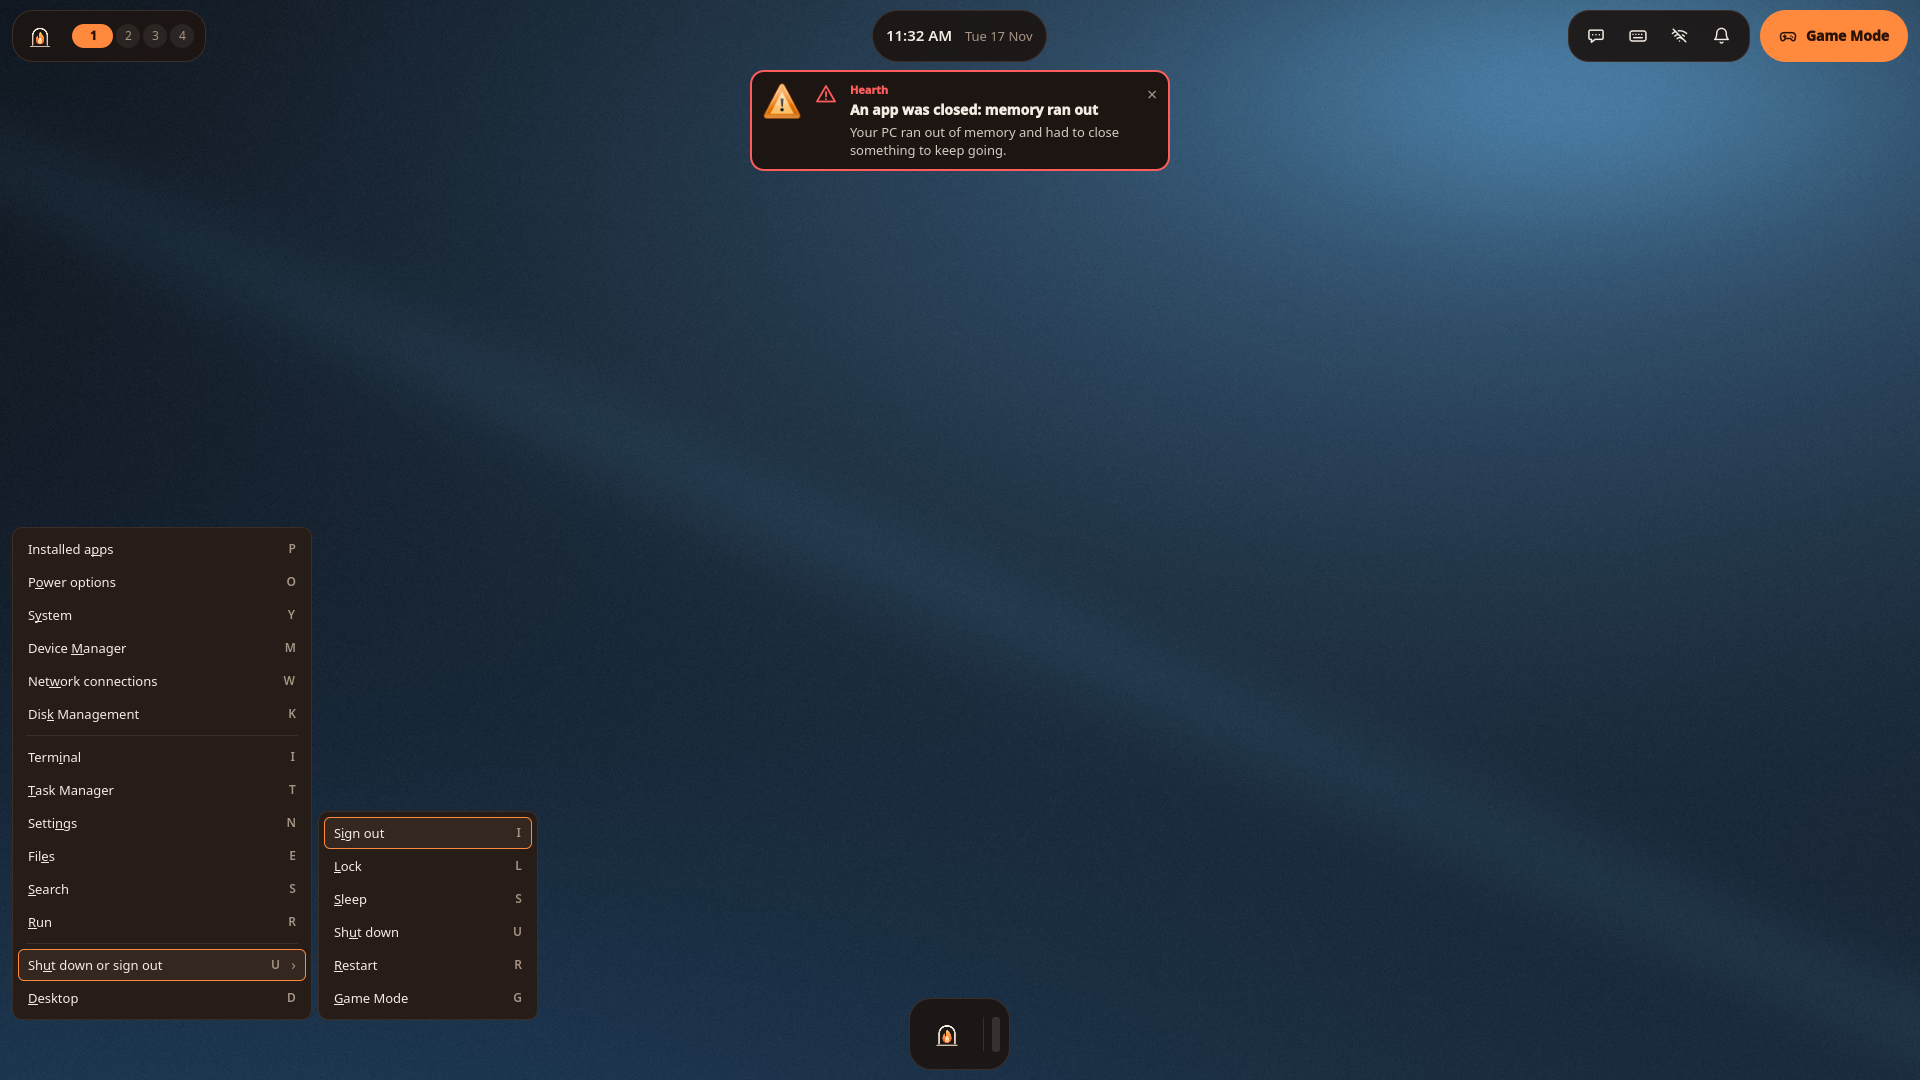 1 2 3 4
11:32 AM Tue 17 Nov
Game Mode
Hearth
An app was closed: memory ran out
Your PC ran out of memory and had to close
something to keep going.
Installed apps P
Power options O
System Y
Device Manager M
Network connections W
Disk Management K
Terminal I
Task Manager T
Settings N
Files E
Search S
Run R
Shut down or sign out U
Desktop D
Sign out I
Lock L
Sleep S
Shut down U
Restart R
Game Mode G